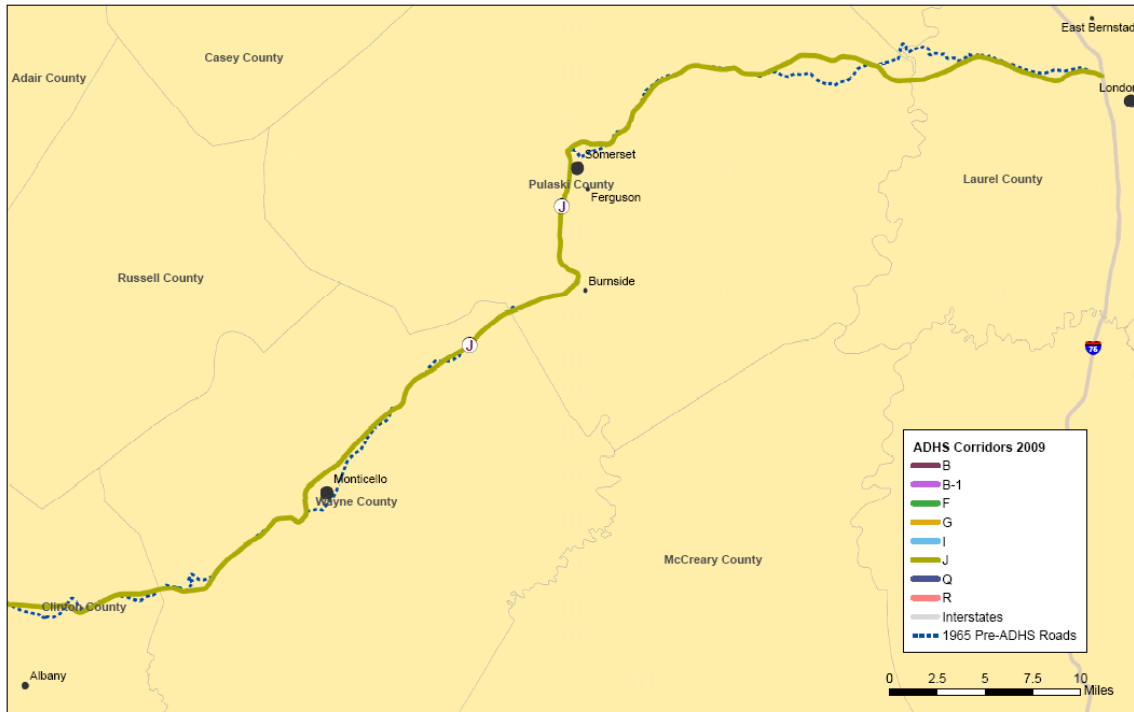 East Bernstad
Casey County
Adair County
London
Somerset
Pulaski County
Laurel County
Ferguson
J
Russell County
Burnside
J
76
ADHS Corridors 2009
B
B-1
F
G
I
J
Q
R
Interstates
1965 Pre-ADHS Roads
Monticello
Wayne County
McCreary County
Clinton County
Albany
0 2.5 5 7.5 10
Miles